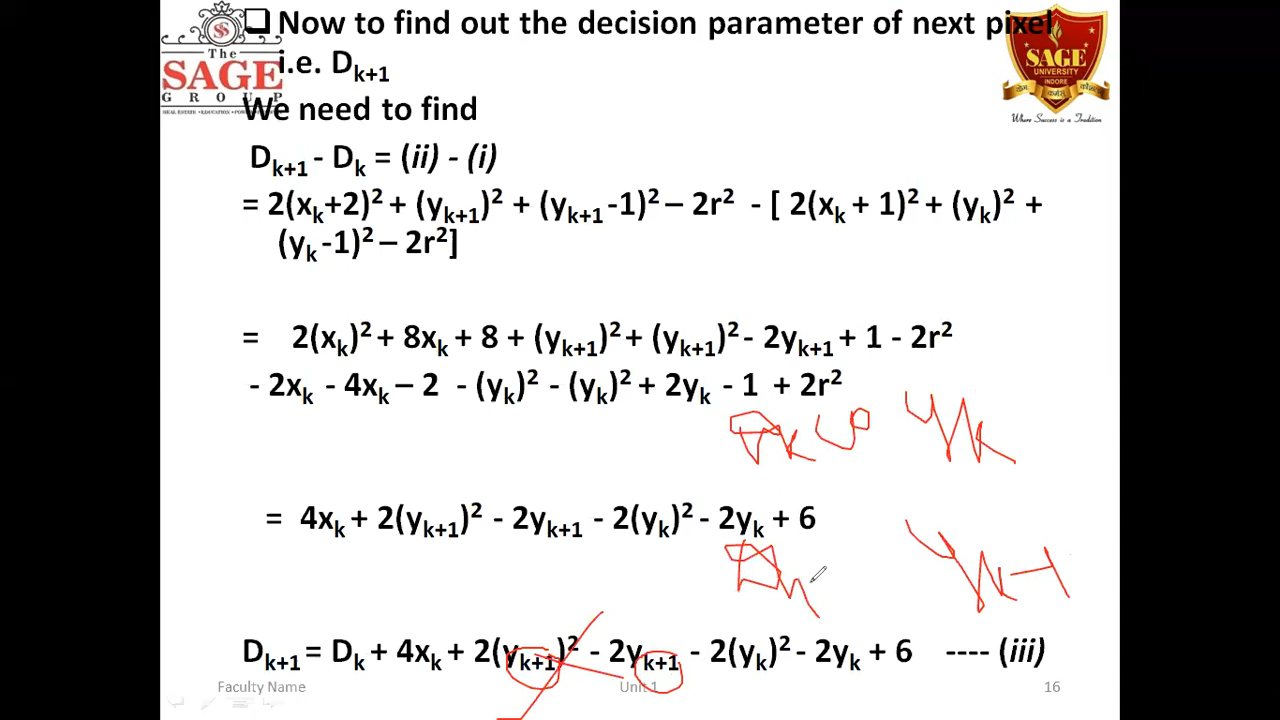 ❑ Now to find out the decision parameter of next pixel
i.e. Dₖ₊₁
We need to find
Dₖ₊₁ - Dₖ = (ii) - (i)
= 2(xₖ+2)² + (yₖ₊₁)² + (yₖ₊₁ -1)² – 2r² - [ 2(xₖ + 1)² + (yₖ)² +
(yₖ -1)² – 2r²]
= 2(xₖ)² + 8xₖ + 8 + (yₖ₊₁)² + (yₖ₊₁)² - 2yₖ₊₁ + 1 - 2r²
- 2xₖ - 4xₖ – 2 - (yₖ)² - (yₖ)² + 2yₖ - 1 + 2r²
yk
= 4xₖ + 2(yₖ₊₁)² - 2yₖ₊₁ - 2(yₖ)² - 2yₖ + 6
yk-1
Dₖ₊₁ = Dₖ + 4xₖ + 2(yₖ₊₁)² - 2yₖ₊₁ - 2(yₖ)² - 2yₖ + 6 ---- (iii)
Faculty Name
Unit 1
16
The
SAGE
GROUP
REAL ESTATE
SAGE
UNIVERSITY
INDORE
Where Success is a Tradition